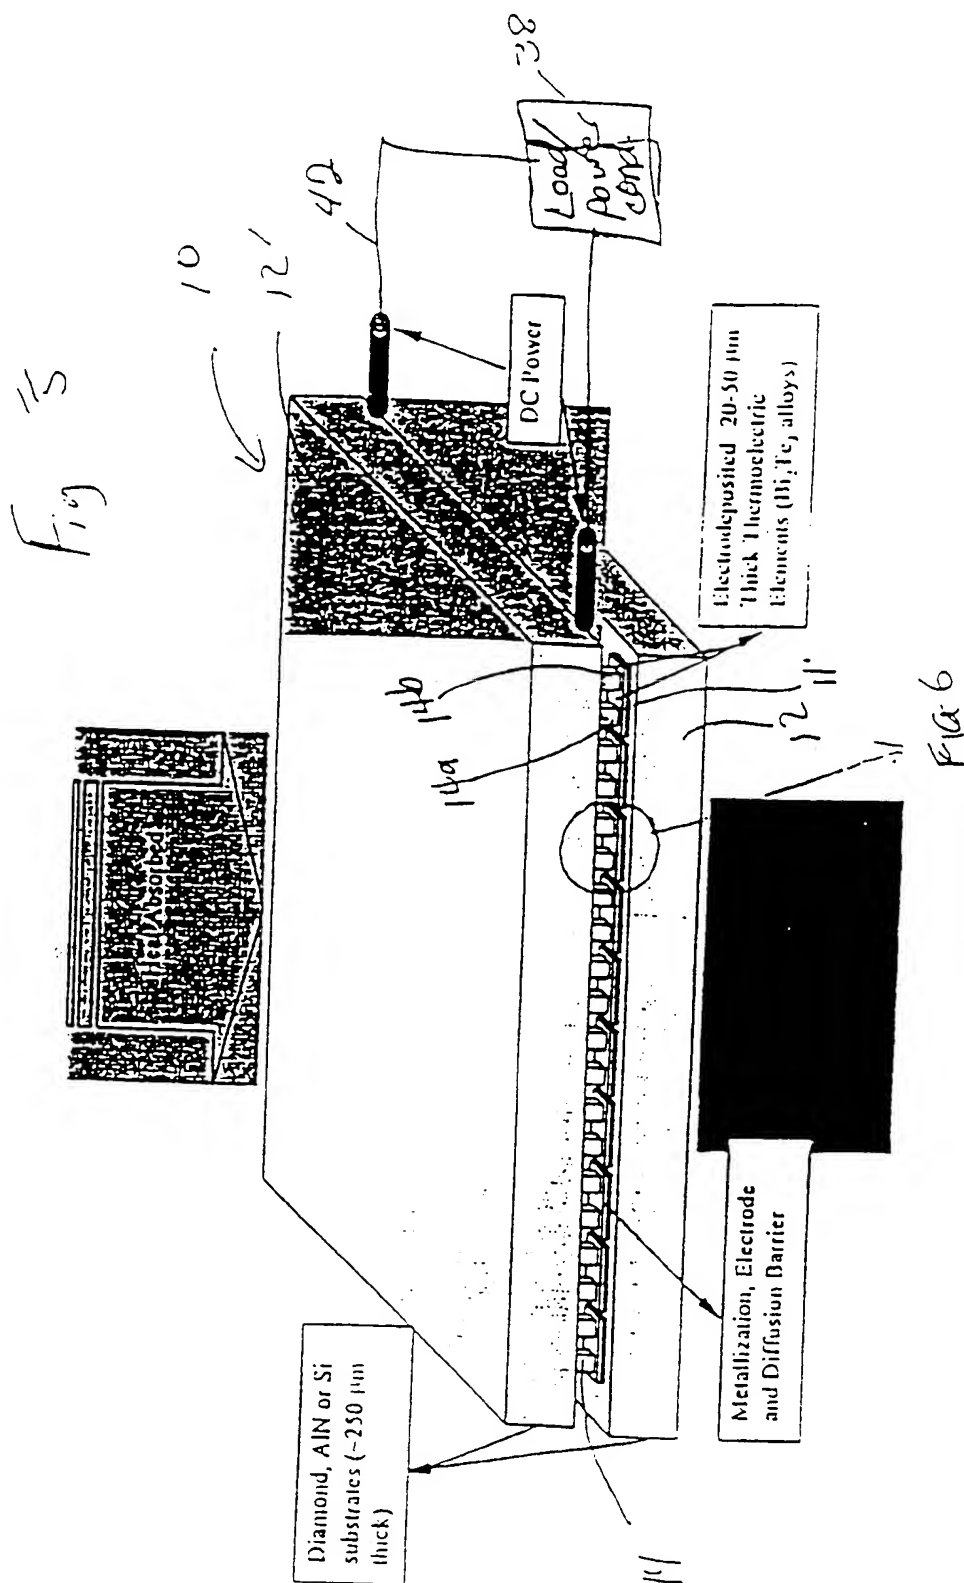 Fig 5
10
12'
42
38
Load/
Power
Cond.
DC Power
Heat Absorbed
14b
14a
Electrodeposited 20-50 µm
Thick Thermoelectric
Elements (Bi2Te3 alloys)
11'
12
11
FIG 6
Diamond, AlN or Si
substrates (~250 µm
thick)
14
Metallization, Electrode
and Diffusion Barrier